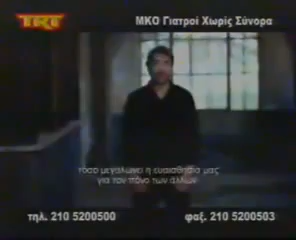 TRT
ΜΚΟ Γιατροί Χωρίς Σύνορα
τόσο μεγαλώνει η ευαισθησία μας
για τον πόνο των άλλων
τηλ. 210 5200500
φαξ. 210 5200503